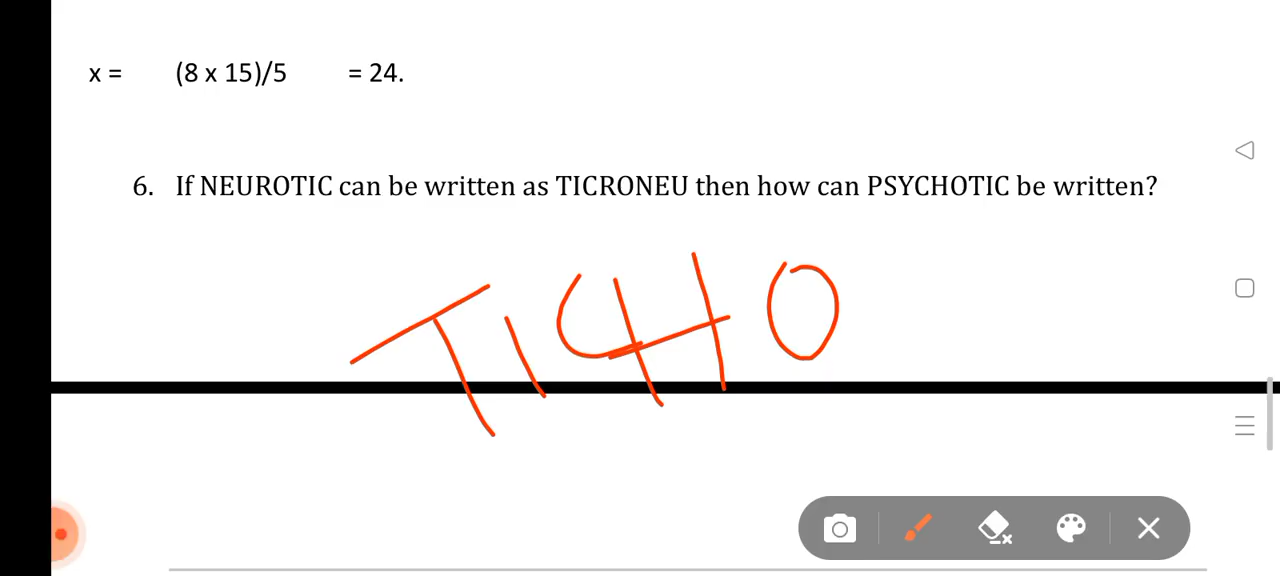 x = (8 x 15)/5 = 24.
6. If NEUROTIC can be written as TICRONEU then how can PSYCHOTIC be written?
TICHO